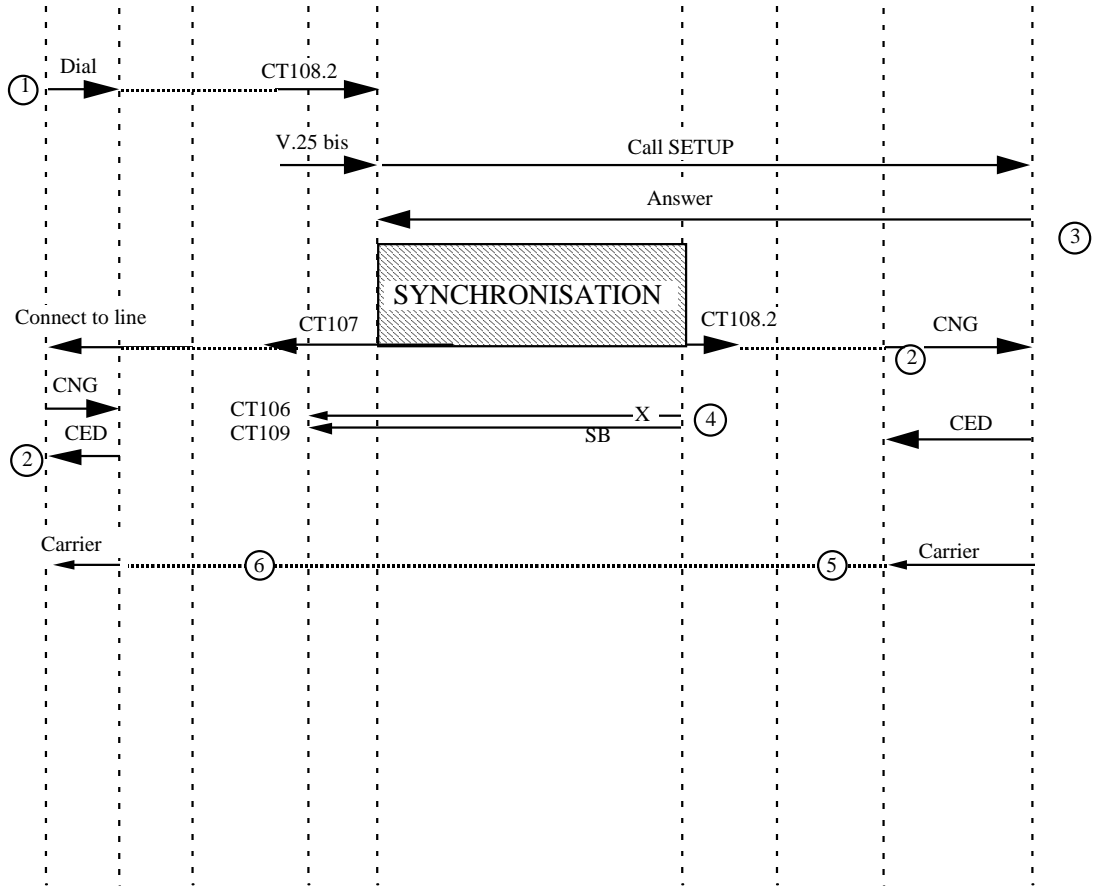 Dial
CT108.2
1
V.25 bis
Call SETUP
Answer
3
SYNCHRONISATION
Connect to line
CT107
CT108.2
CNG
2
CNG
CT106
X
4
CT109
SB
CED
CED
2
Carrier
6
5
Carrier